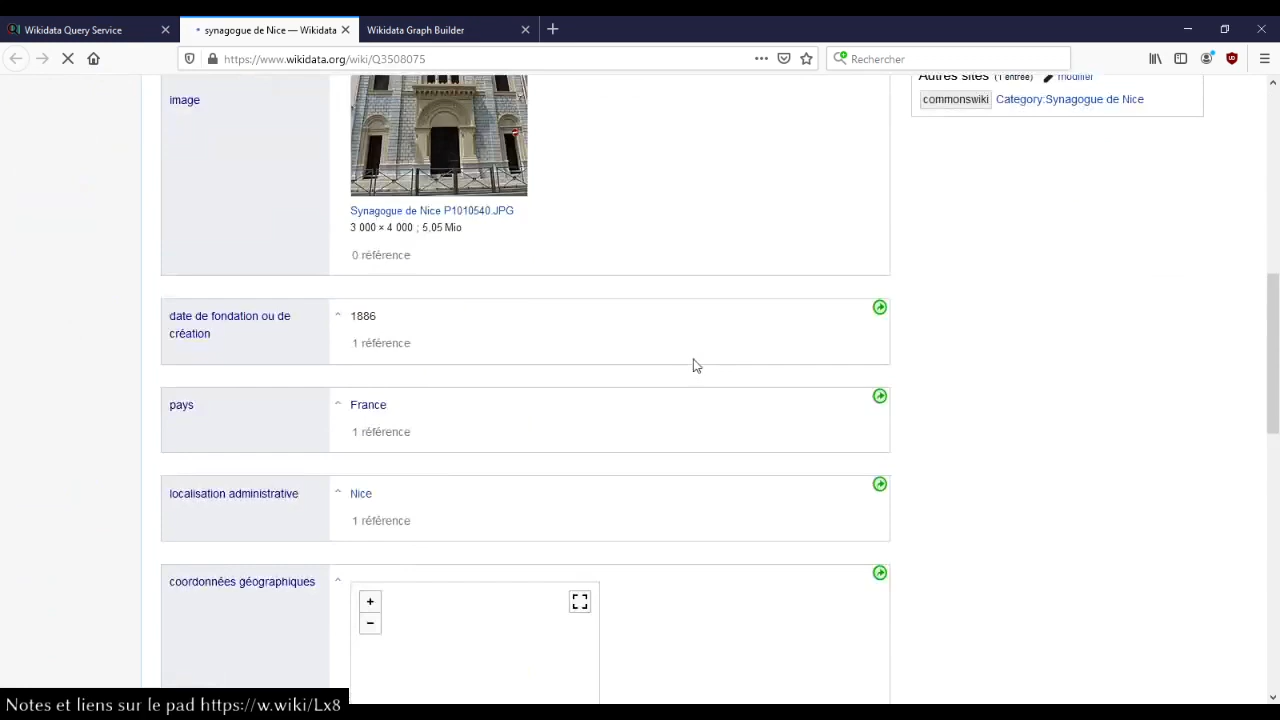 Wikidata Query Service
synagogue de Nice — Wikidata
Wikidata Graph Builder
https://www.wikidata.org/wiki/Q3508075
Rechercher
image
Autres sites (1 entrée) modifier
commonswiki Category:Synagogue de Nice
Synagogue de Nice P1010540.JPG
3 000 × 4 000 ; 5,05 Mio
0 référence
date de fondation ou de
création
1886
1 référence
pays
France
1 référence
localisation administrative
Nice
1 référence
coordonnées géographiques
+
−
Notes et liens sur le pad https://w.wiki/Lx8